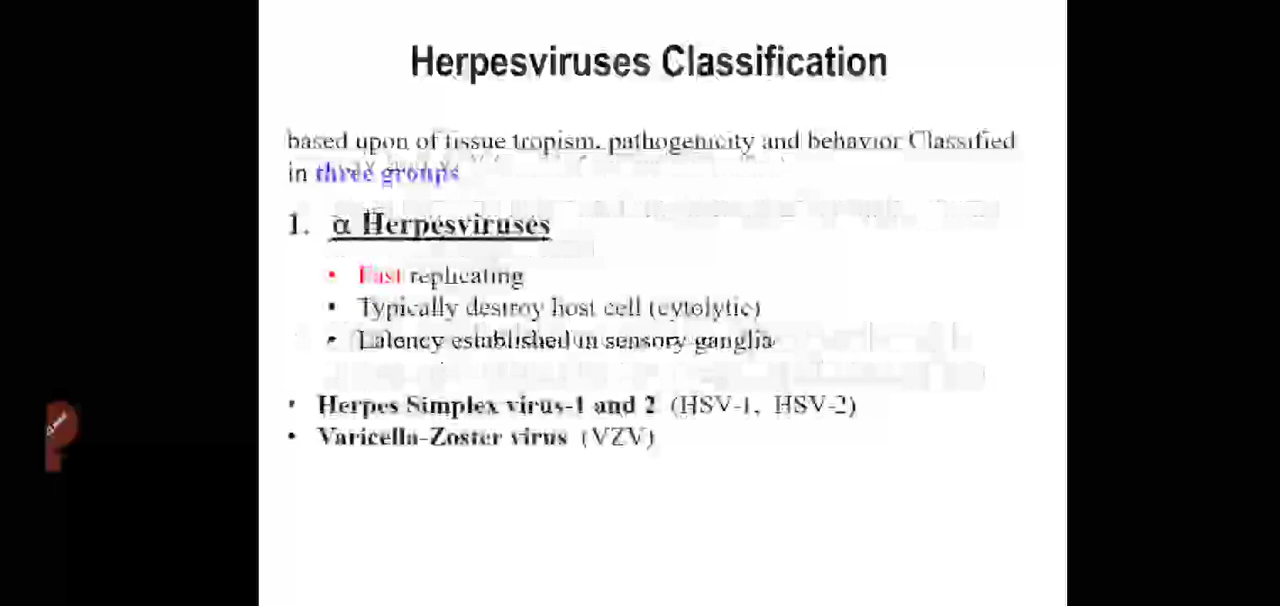 Herpesviruses Classification
based upon of tissue tropism, pathogenicity and behavior Classified
in three groups
1. α Herpesviruses
• Fast replicating
• Typically destroy host cell (cytolytic)
• Latency established in sensory ganglia
• Herpes Simplex virus-1 and 2 (HSV-1, HSV-2)
• Varicella-Zoster virus (VZV)